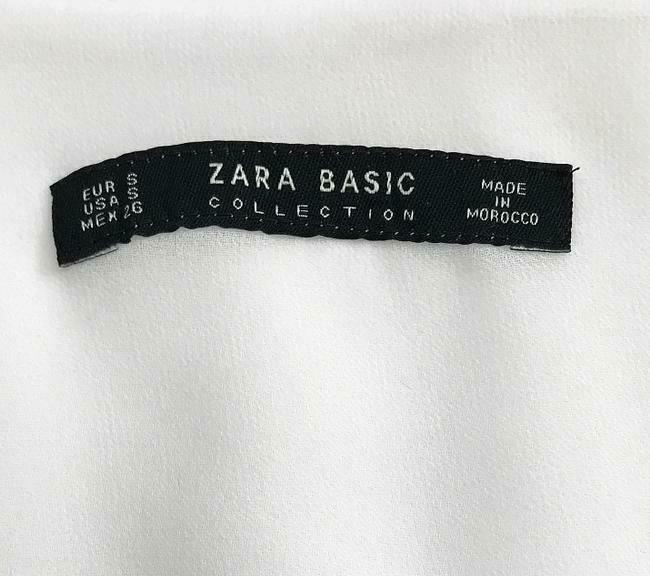 EUR S
USA S
MEX 26
ZARA BASIC
COLLECTION
MADE
IN
MOROCCO